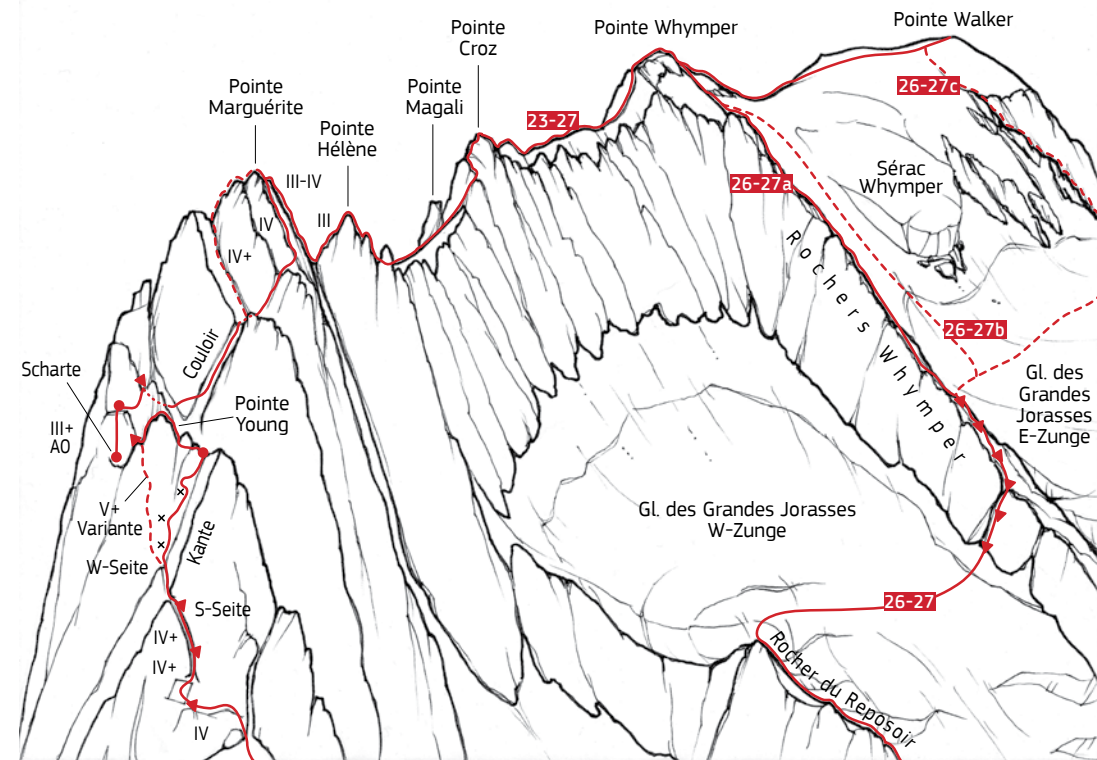 Pointe Walker
Pointe
Croz
Pointe Whymper
Pointe
Marguérite
Pointe
Magali
26-27c
Pointe
Hélène
23-27
III-IV
Sérac
Whymper
26-27a
III
IV
IV+
Rochers Whymper
26-27b
Couloir
Scharte
Gl. des
Grandes
Jorasses
E-Zunge
III+
A0
Pointe
Young
V+
Variante
Gl. des Grandes Jorasses
W-Zunge
Kante
W-Seite
S-Seite
26-27
IV+
IV+
Rocher du Reposoir
IV